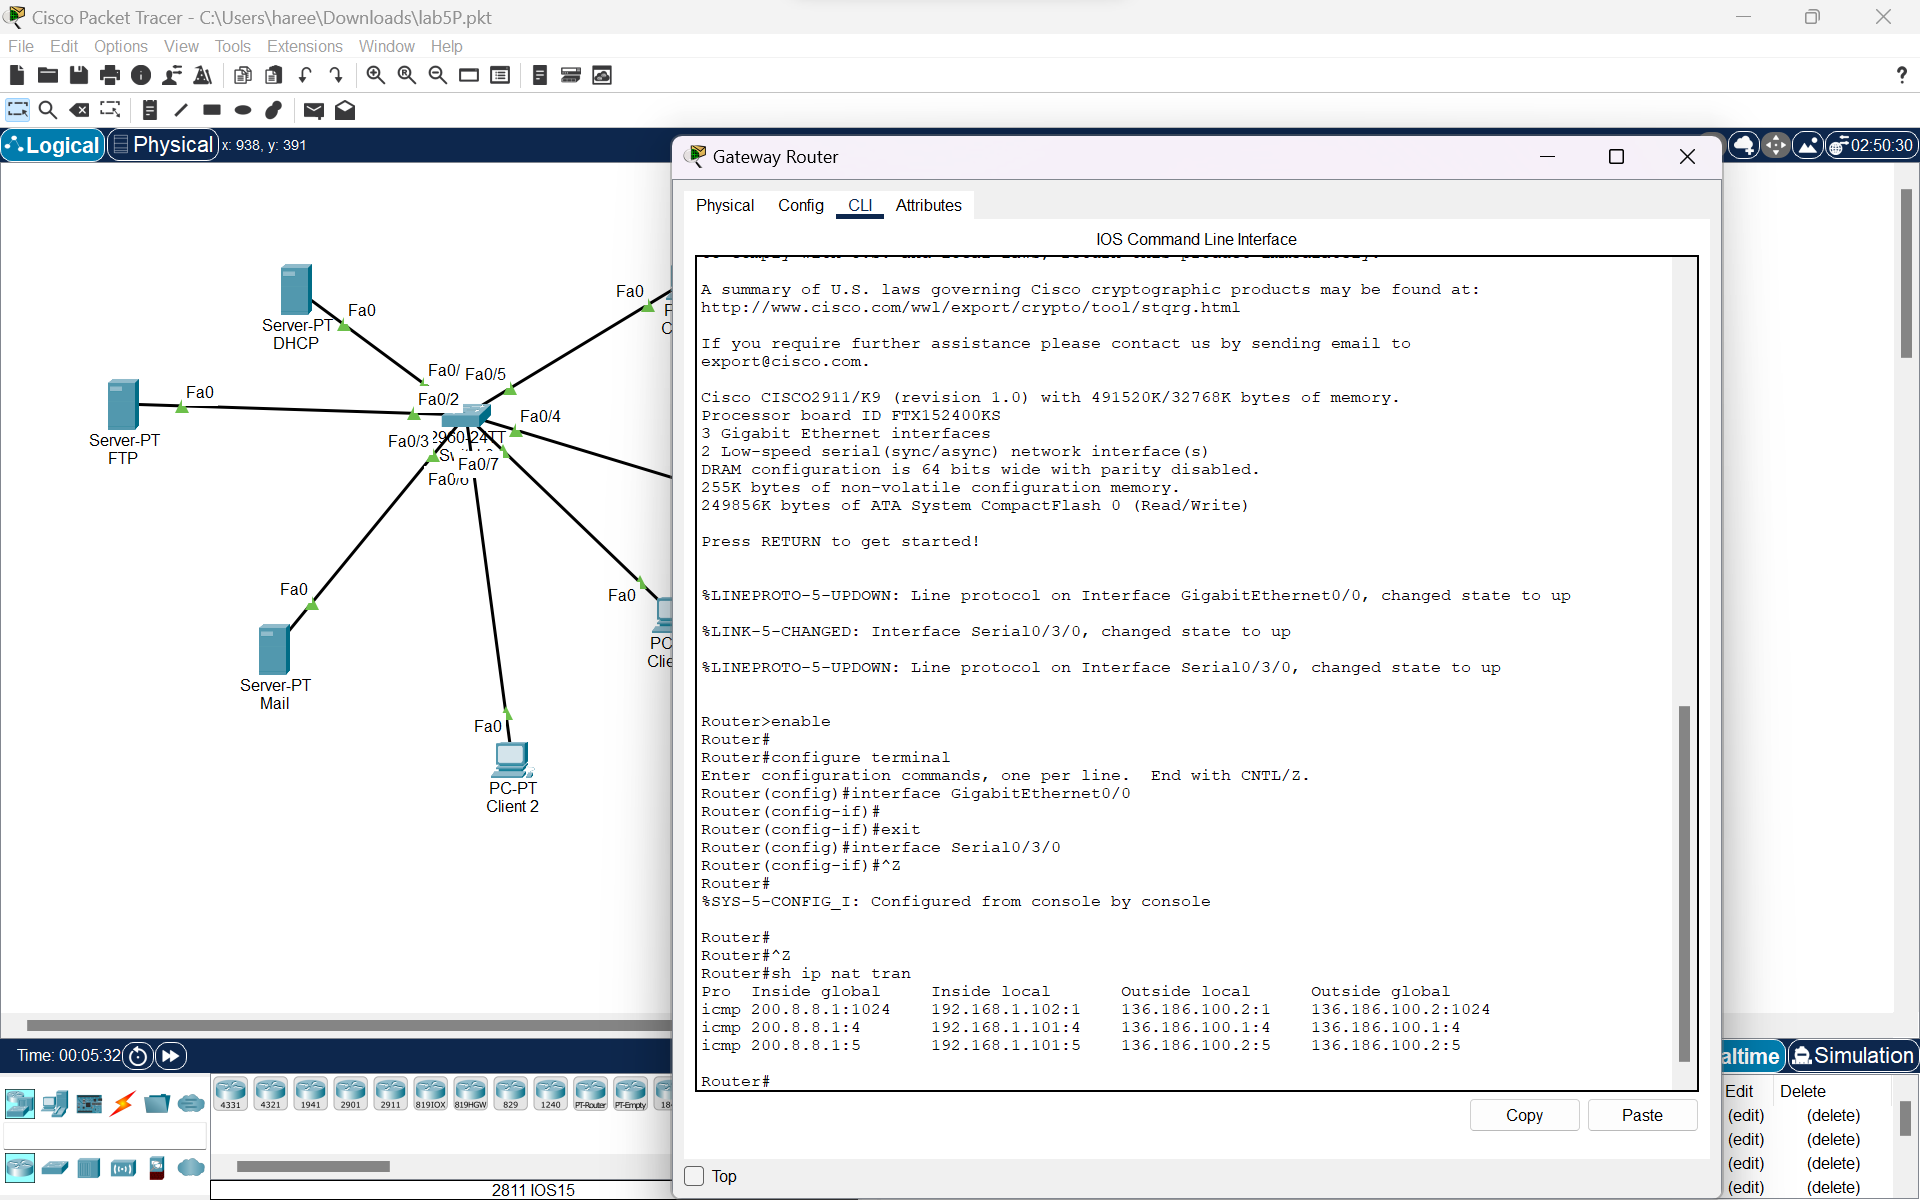 Cisco Packet Tracer - C:\Users\haree\Downloads\lab5P.pkt
File Edit Options View Tools Extensions Window Help
?
Logical Physical x: 938, y: 391
02:50:30
Gateway Router
Physical Config CLI Attributes
IOS Command Line Interface
A summary of U.S. laws governing Cisco cryptographic products may be found at:
http://www.cisco.com/wwl/export/crypto/tool/stqrg.html
If you require further assistance please contact us by sending email to
export@cisco.com.
Cisco CISCO2911/K9 (revision 1.0) with 491520K/32768K bytes of memory.
Processor board ID FTX152400KS
3 Gigabit Ethernet interfaces
2 Low-speed serial(sync/async) network interface(s)
DRAM configuration is 64 bits wide with parity disabled.
255K bytes of non-volatile configuration memory.
249856K bytes of ATA System CompactFlash 0 (Read/Write)
Press RETURN to get started!
%LINEPROTO-5-UPDOWN: Line protocol on Interface GigabitEthernet0/0, changed state to up
%LINK-5-CHANGED: Interface Serial0/3/0, changed state to up
%LINEPROTO-5-UPDOWN: Line protocol on Interface Serial0/3/0, changed state to up
Router>enable
Router#
Router#configure terminal
Enter configuration commands, one per line.  End with CNTL/Z.
Router(config)#interface GigabitEthernet0/0
Router(config-if)#
Router(config-if)#exit
Router(config)#interface Serial0/3/0
Router(config-if)#^Z
Router#
%SYS-5-CONFIG_I: Configured from console by console
Router#
Router#^Z
Router#sh ip nat tran
Pro  Inside global     Inside local       Outside local      Outside global
icmp 200.8.8.1:1024    192.168.1.102:1    136.186.100.2:1    136.186.100.2:1024
icmp 200.8.8.1:4       192.168.1.101:4    136.186.100.1:4    136.186.100.1:4
icmp 200.8.8.1:5       192.168.1.101:5    136.186.100.2:5    136.186.100.2:5
Router#
Copy Paste
Top
Server-PT
DHCP
Fa0
Fa0
Fa0/ Fa0/5
Fa0/2
Fa0/4
Fa0
Server-PT
FTP
Fa0/3
2960-24TT
Fa0/7
Fa0/6
Fa0
Server-PT
Mail
Fa0
PC
Clie
Fa0
PC-PT
Client 2
Time: 00:05:32
altime Simulation
4331 4321 1941 2901 2911 819IOX 819HGW 829 1240 PT-Router PT-Empty 18
2811 IOS15
Edit Delete
(edit) (delete)
(edit) (delete)
(edit) (delete)
(edit) (delete)